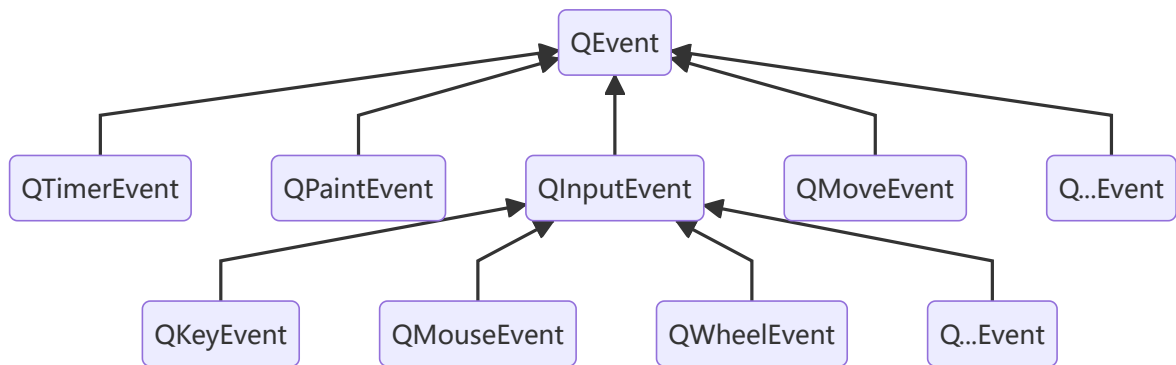 QEvent
QTimerEvent
QPaintEvent
QInputEvent
QMoveEvent
Q...Event
QKeyEvent
QMouseEvent
QWheelEvent
Q...Event